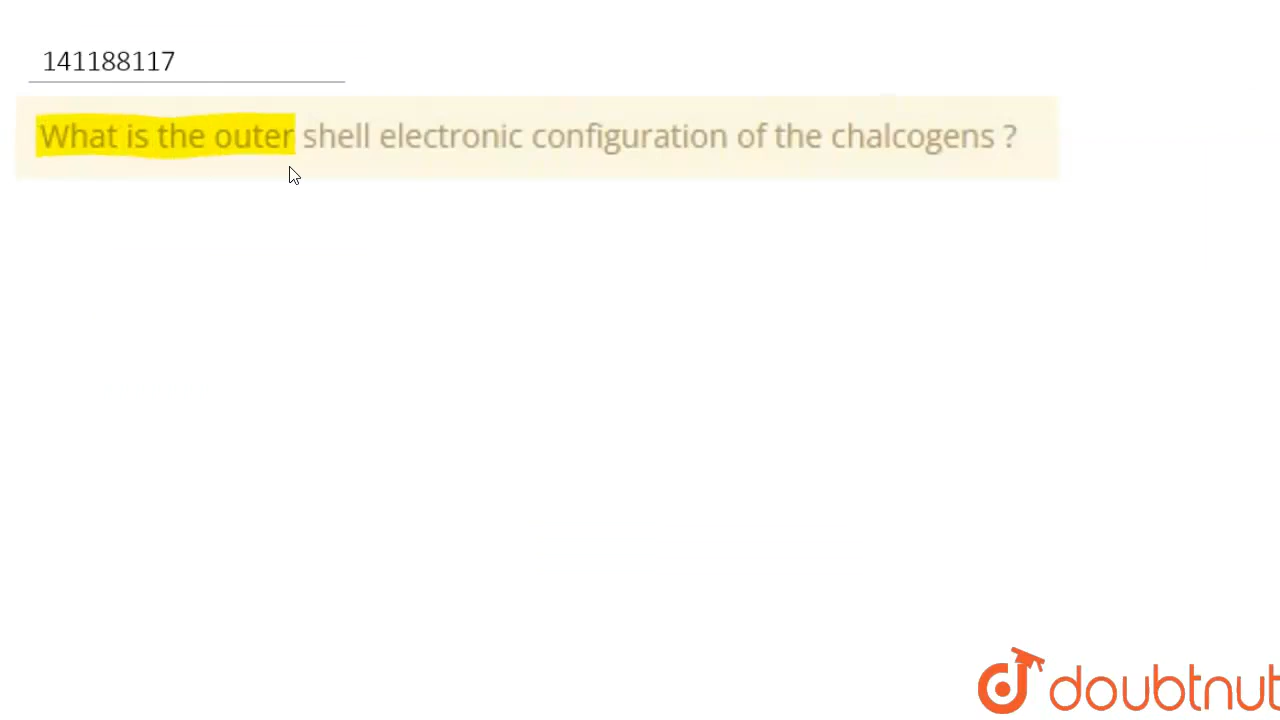 141188117
What is the outer shell electronic configuration of the chalcogens ?
doubtnut